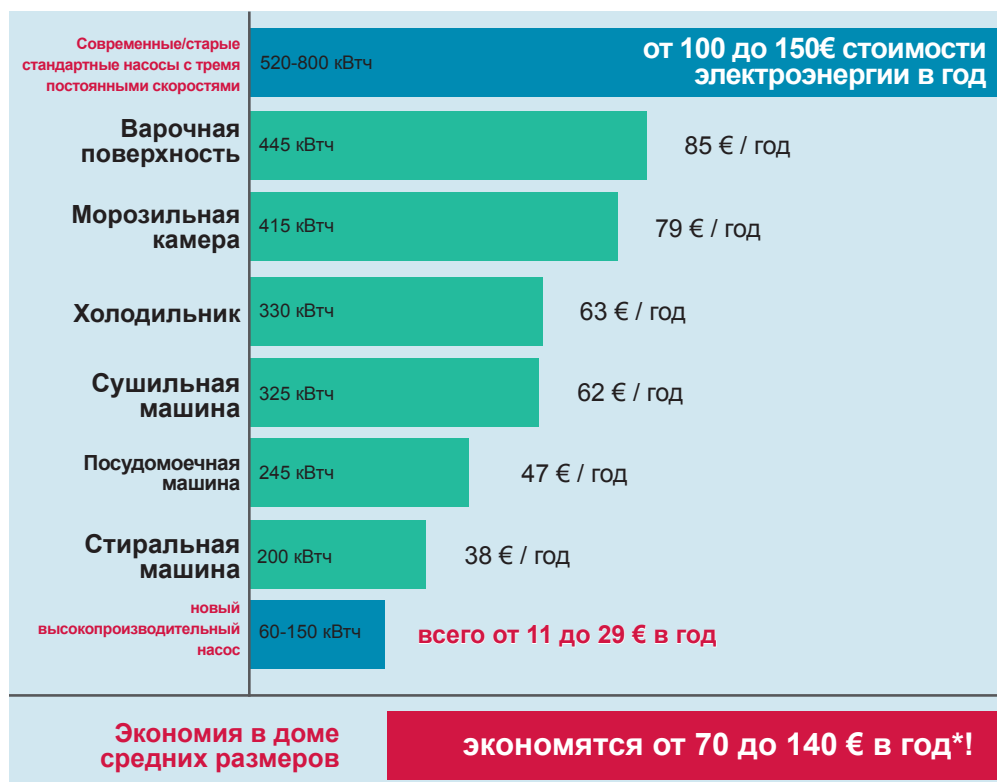 Современные/старые
стандартные насосы с тремя
постоянными скоростями
520-800 кВтч
от 100 до 150€ стоимости
электроэнергии в год
Варочная
поверхность
445 кВтч
85 € / год
Морозильная
камера
415 кВтч
79 € / год
Холодильник
330 кВтч
63 € / год
Сушильная
машина
325 кВтч
62 € / год
Посудомоечная
машина
245 кВтч
47 € / год
Стиральная
машина
200 кВтч
38 € / год
новый
высокопроизводительный
насос
60-150 кВтч
всего от 11 до 29 € в год
Экономия в доме
средних размеров
экономятся от 70 до 140 € в год*!